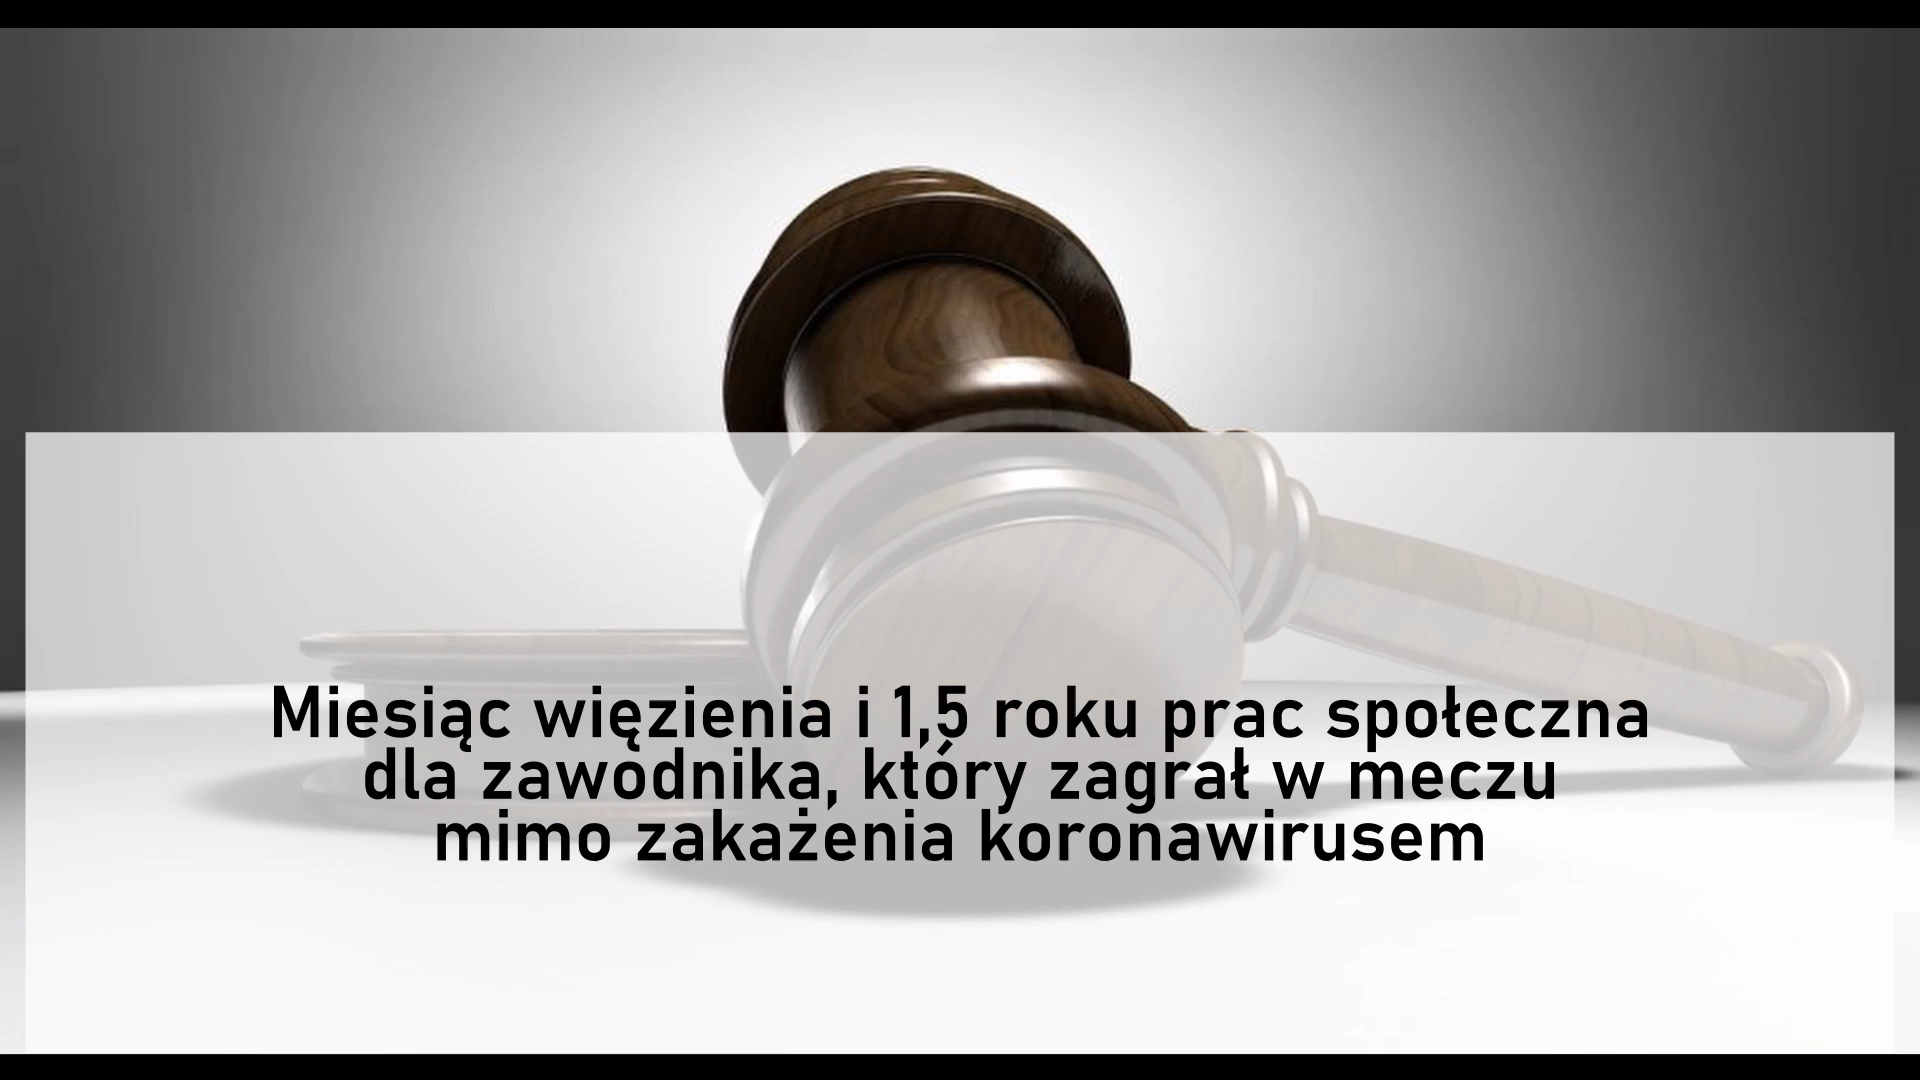 Miesiąc więzienia i 1,5 roku prac społeczna
dla zawodnika, który zagrał w meczu
mimo zakażenia koronawirusem